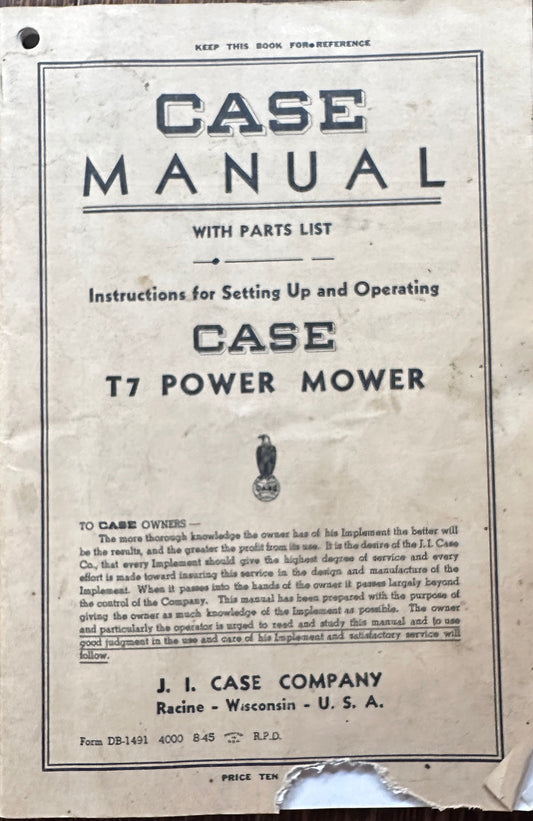 KEEP THIS BOOK FOR REFERENCE
CASE
MANUAL
WITH PARTS LIST
Instructions for Setting Up and Operating
CASE
T7 POWER MOWER
CASE
TO CASE OWNERS—
The more thorough knowledge the owner has of his Implement the better will
be the results, and the greater the profit from its use. It is the desire of the J. I. Case
Co., that every Implement should give the highest degree of service and every
effort is made toward insuring this service in the design and manufacture of the
Implement. When it passes into the hands of the owner it passes largely beyond
the control of the Company. This manual has been prepared with the purpose of
giving the owner as much knowledge of the Implement as possible. The owner
and particularly the operator is urged to read and study this manual and to use
good judgment in the use and care of his Implement and satisfactory service will
follow.
J. I. CASE COMPANY
Racine - Wisconsin - U. S. A.
Form DB-1491 4000 8-45 R.P.D.
PRICE TEN